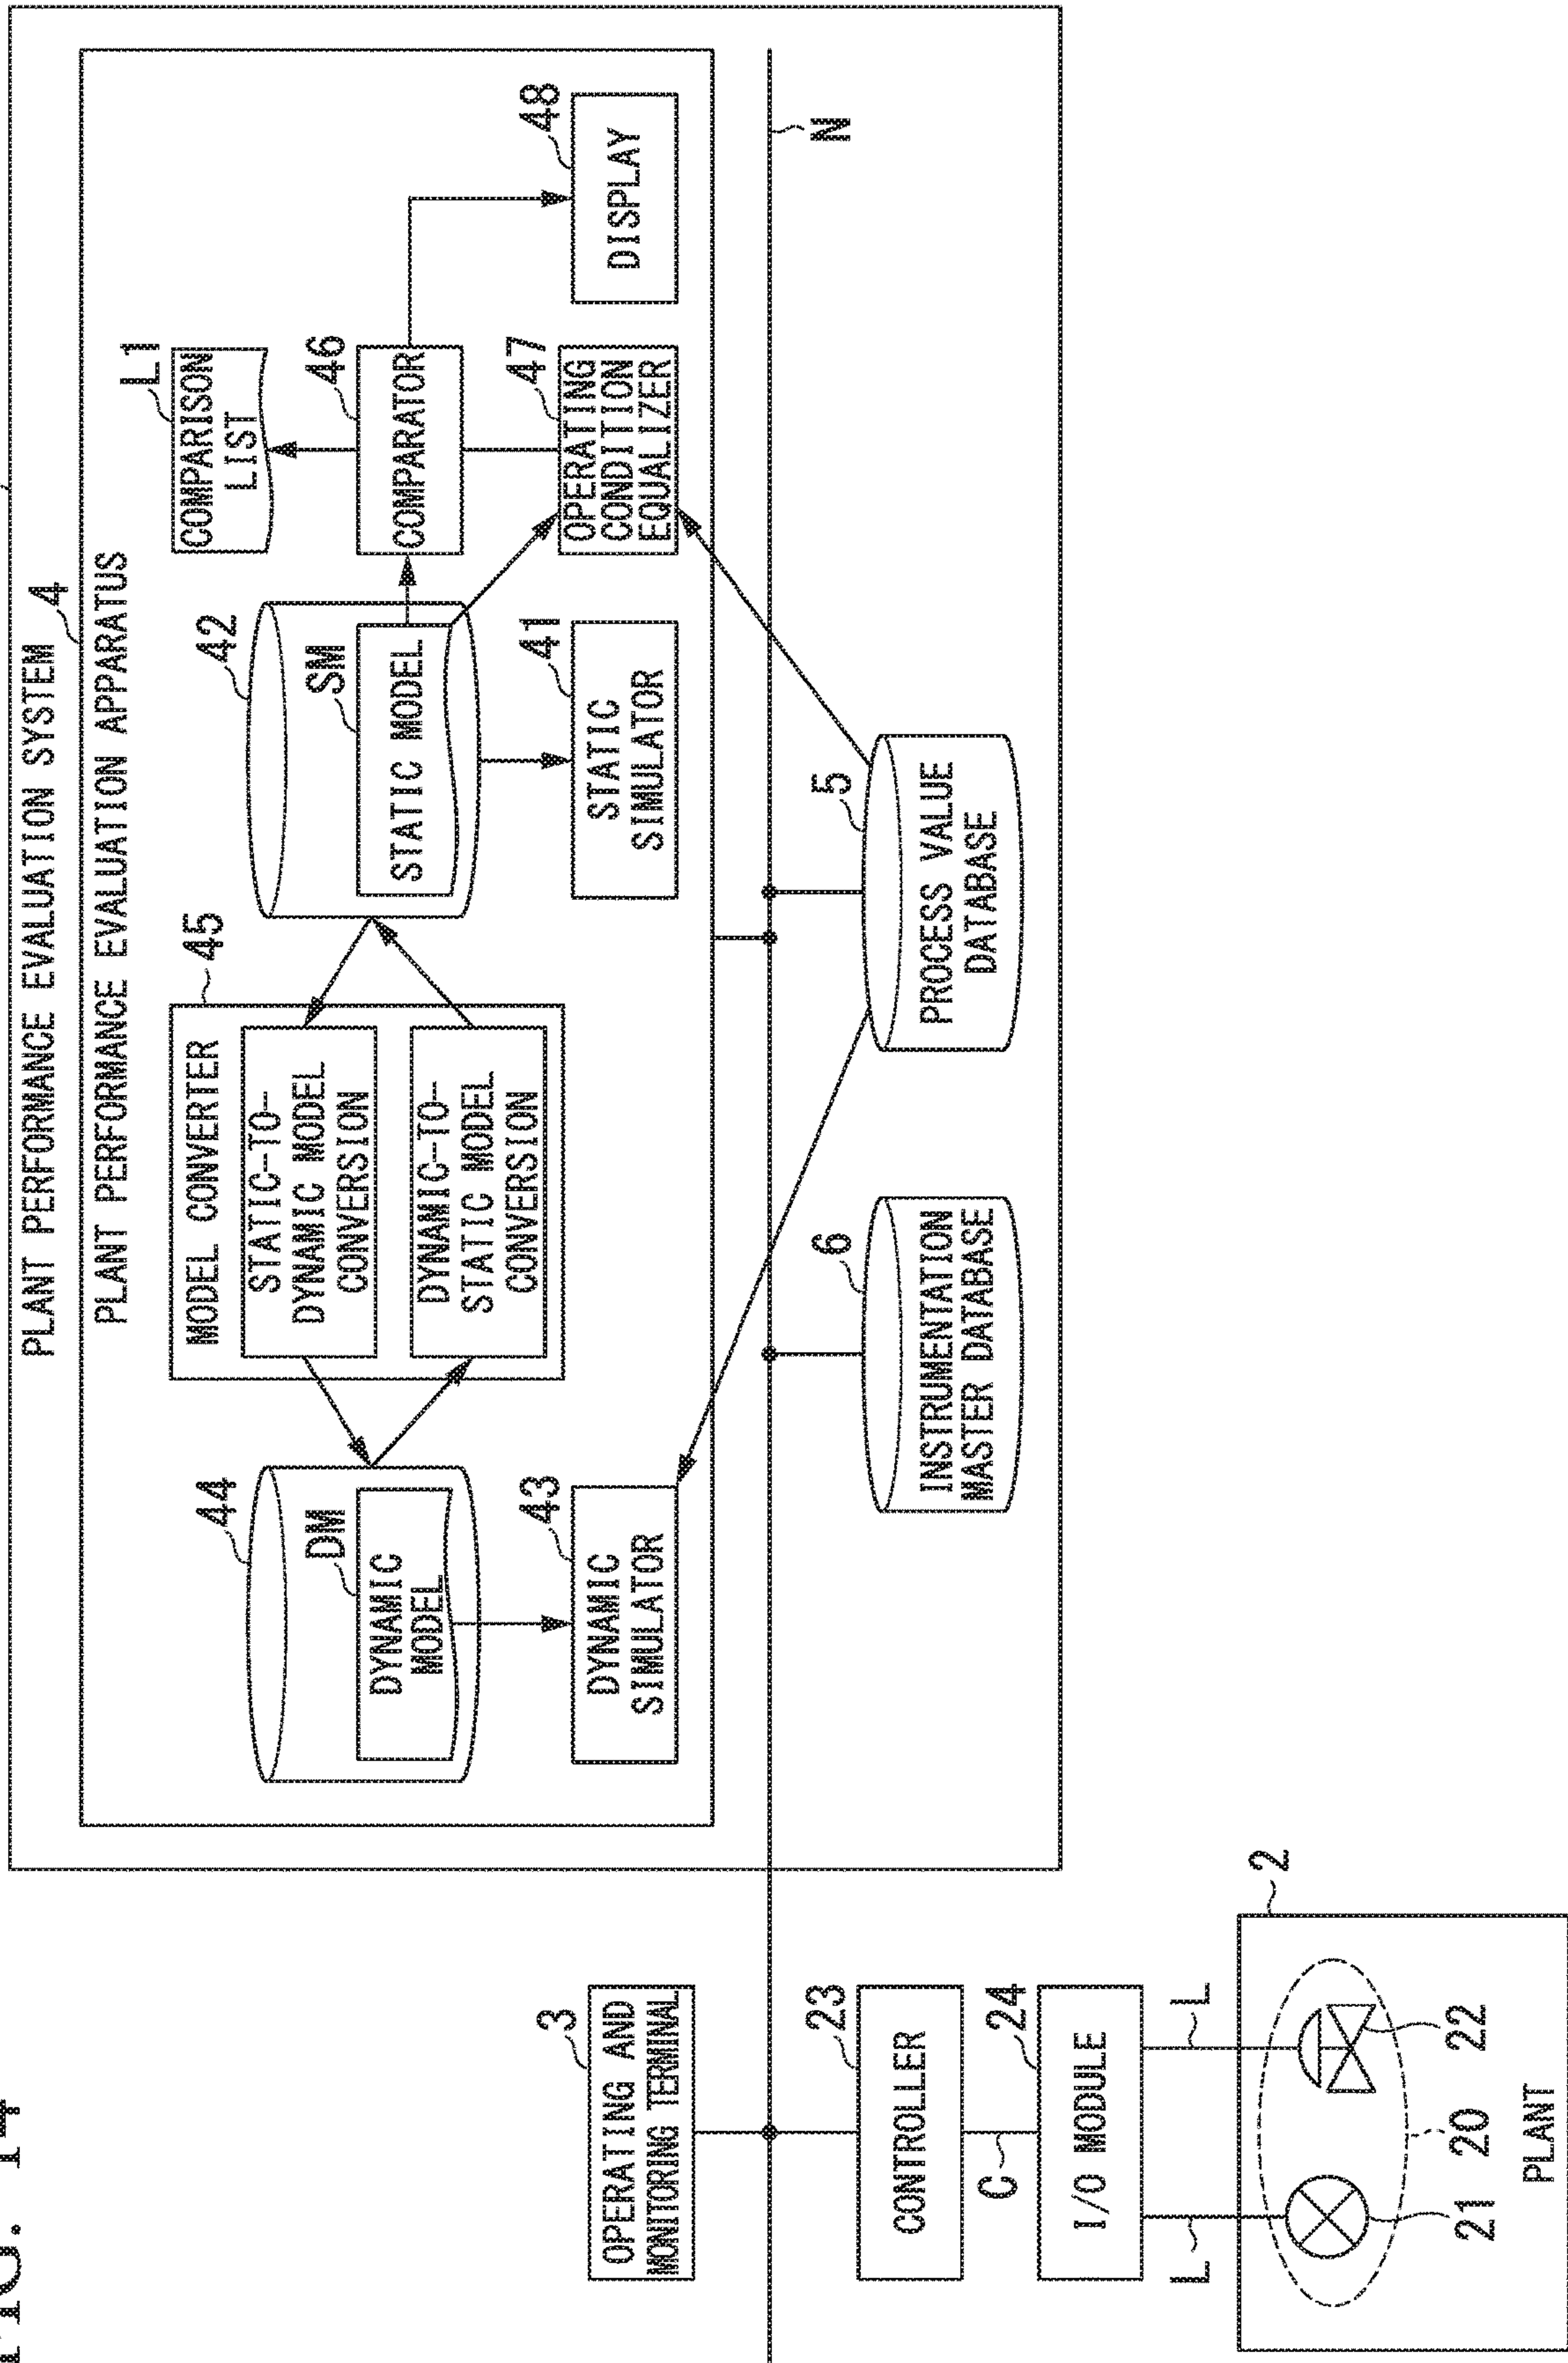 FIG. 14
PLANT PERFORMANCE EVALUATION SYSTEM
4
PLANT PERFORMANCE EVALUATION APPARATUS
44
DM
DYNAMIC
MODEL
43
DYNAMIC
SIMULATOR
45
MODEL CONVERTER
STATIC-TO-
DYNAMIC MODEL
CONVERSION
DYNAMIC-TO-
STATIC MODEL
CONVERSION
42
SM
STATIC MODEL
41
STATIC
SIMULATOR
L1
COMPARISON
LIST
46
COMPARATOR
47
OPERATING
CONDITION
EQUALIZER
48
DISPLAY
N
3
OPERATING AND
MONITORING TERMINAL
23
CONTROLLER
C
24
I/O MODULE
L
L
2
21
20
22
PLANT
6
INSTRUMENTATION
MASTER DATABASE
5
PROCESS VALUE
DATABASE